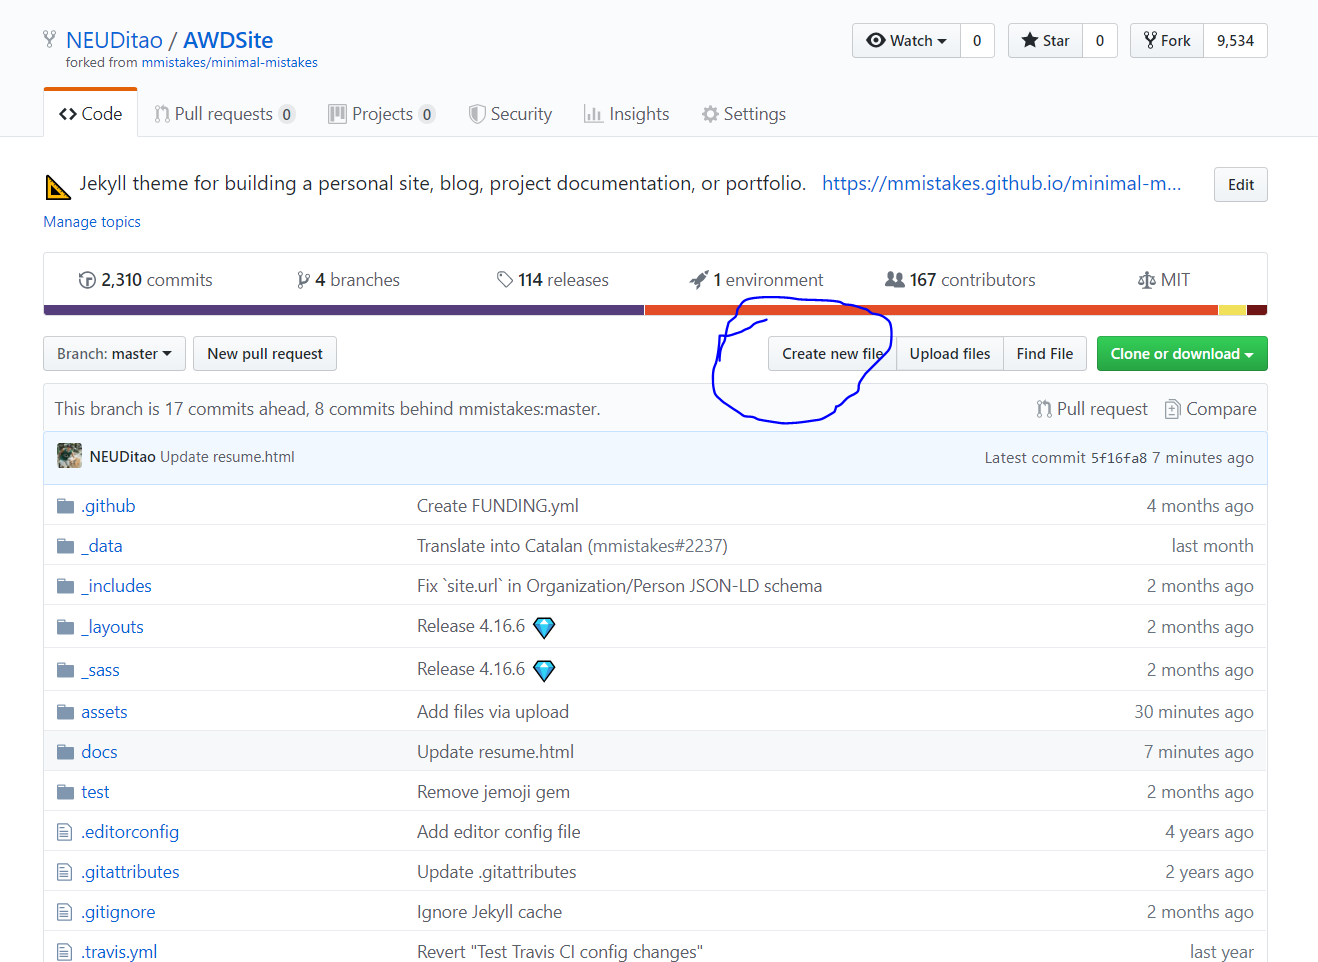 NEUDitao / AWDSite
forked from mmistakes/minimal-mistakes
Watch 0 Star 0 Fork 9,534
Code Pull requests 0 Projects 0 Security Insights Settings
Jekyll theme for building a personal site, blog, project documentation, or portfolio. https://mmistakes.github.io/minimal-m... Edit
Manage topics
2,310 commits 4 branches 114 releases 1 environment 167 contributors MIT
Branch: master New pull request Create new file Upload files Find File Clone or download
This branch is 17 commits ahead, 8 commits behind mmistakes:master. Pull request Compare
NEUDitao Update resume.html Latest commit 5f16fa8 7 minutes ago
.github Create FUNDING.yml 4 months ago
_data Translate into Catalan (mmistakes#2237) last month
_includes Fix `site.url` in Organization/Person JSON-LD schema 2 months ago
_layouts Release 4.16.6 2 months ago
_sass Release 4.16.6 2 months ago
assets Add files via upload 30 minutes ago
docs Update resume.html 7 minutes ago
test Remove jemoji gem 2 months ago
.editorconfig Add editor config file 4 years ago
.gitattributes Update .gitattributes 2 years ago
.gitignore Ignore Jekyll cache 2 months ago
.travis.yml Revert "Test Travis CI config changes" last year